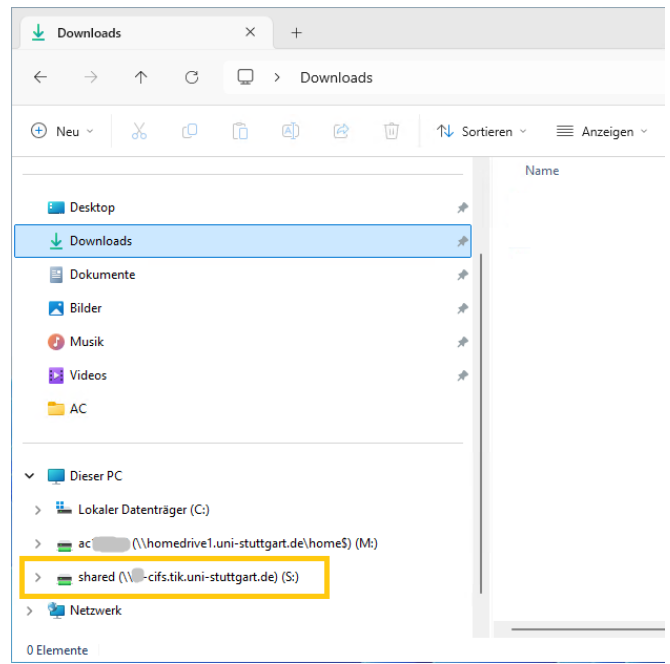 Downloads
Downloads
Neu
Sortieren
Anzeigen
Name
Desktop
Downloads
Dokumente
Bilder
Musik
Videos
AC
Dieser PC
Lokaler Datenträger (C:)
ac (\\homedrive1.uni-stuttgart.de\home$) (M:)
shared (\\-cifs.tik.uni-stuttgart.de) (S:)
Netzwerk
0 Elemente